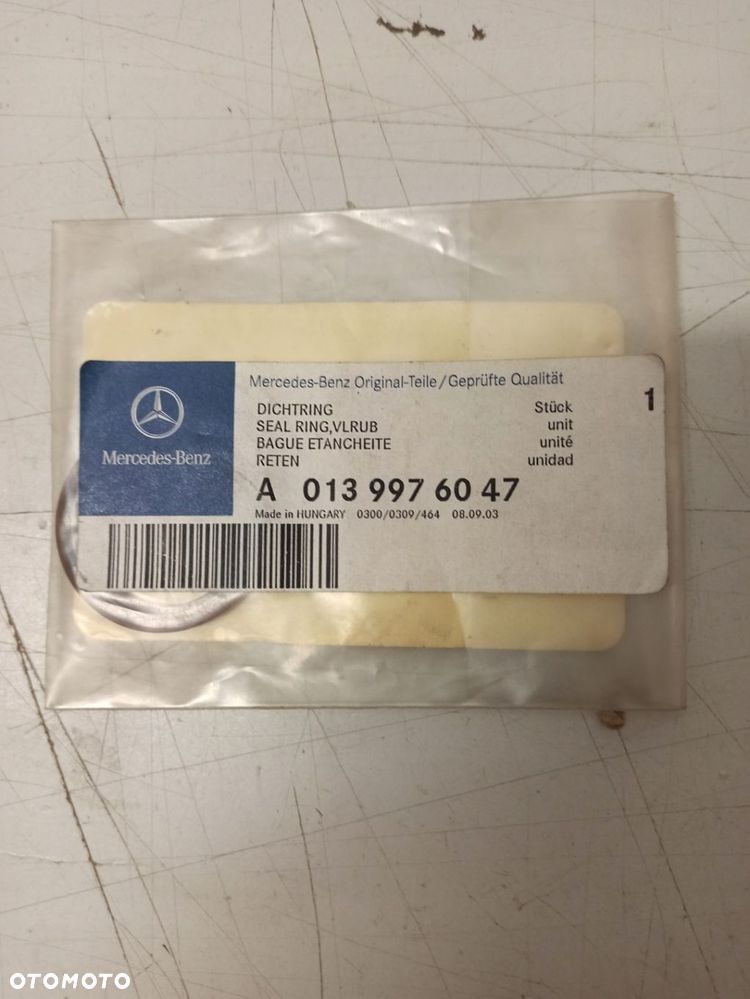 Mercedes-Benz Original-Teile/Geprüfte Qualität
DICHTRING Stück 1
SEAL RING,VLRUB unit
BAGUE ETANCHEITE unité
RETEN unidad
Mercedes-Benz
A 013 997 60 47
Made in HUNGARY 0300/0309/464 08.09.03
OTOMOTO